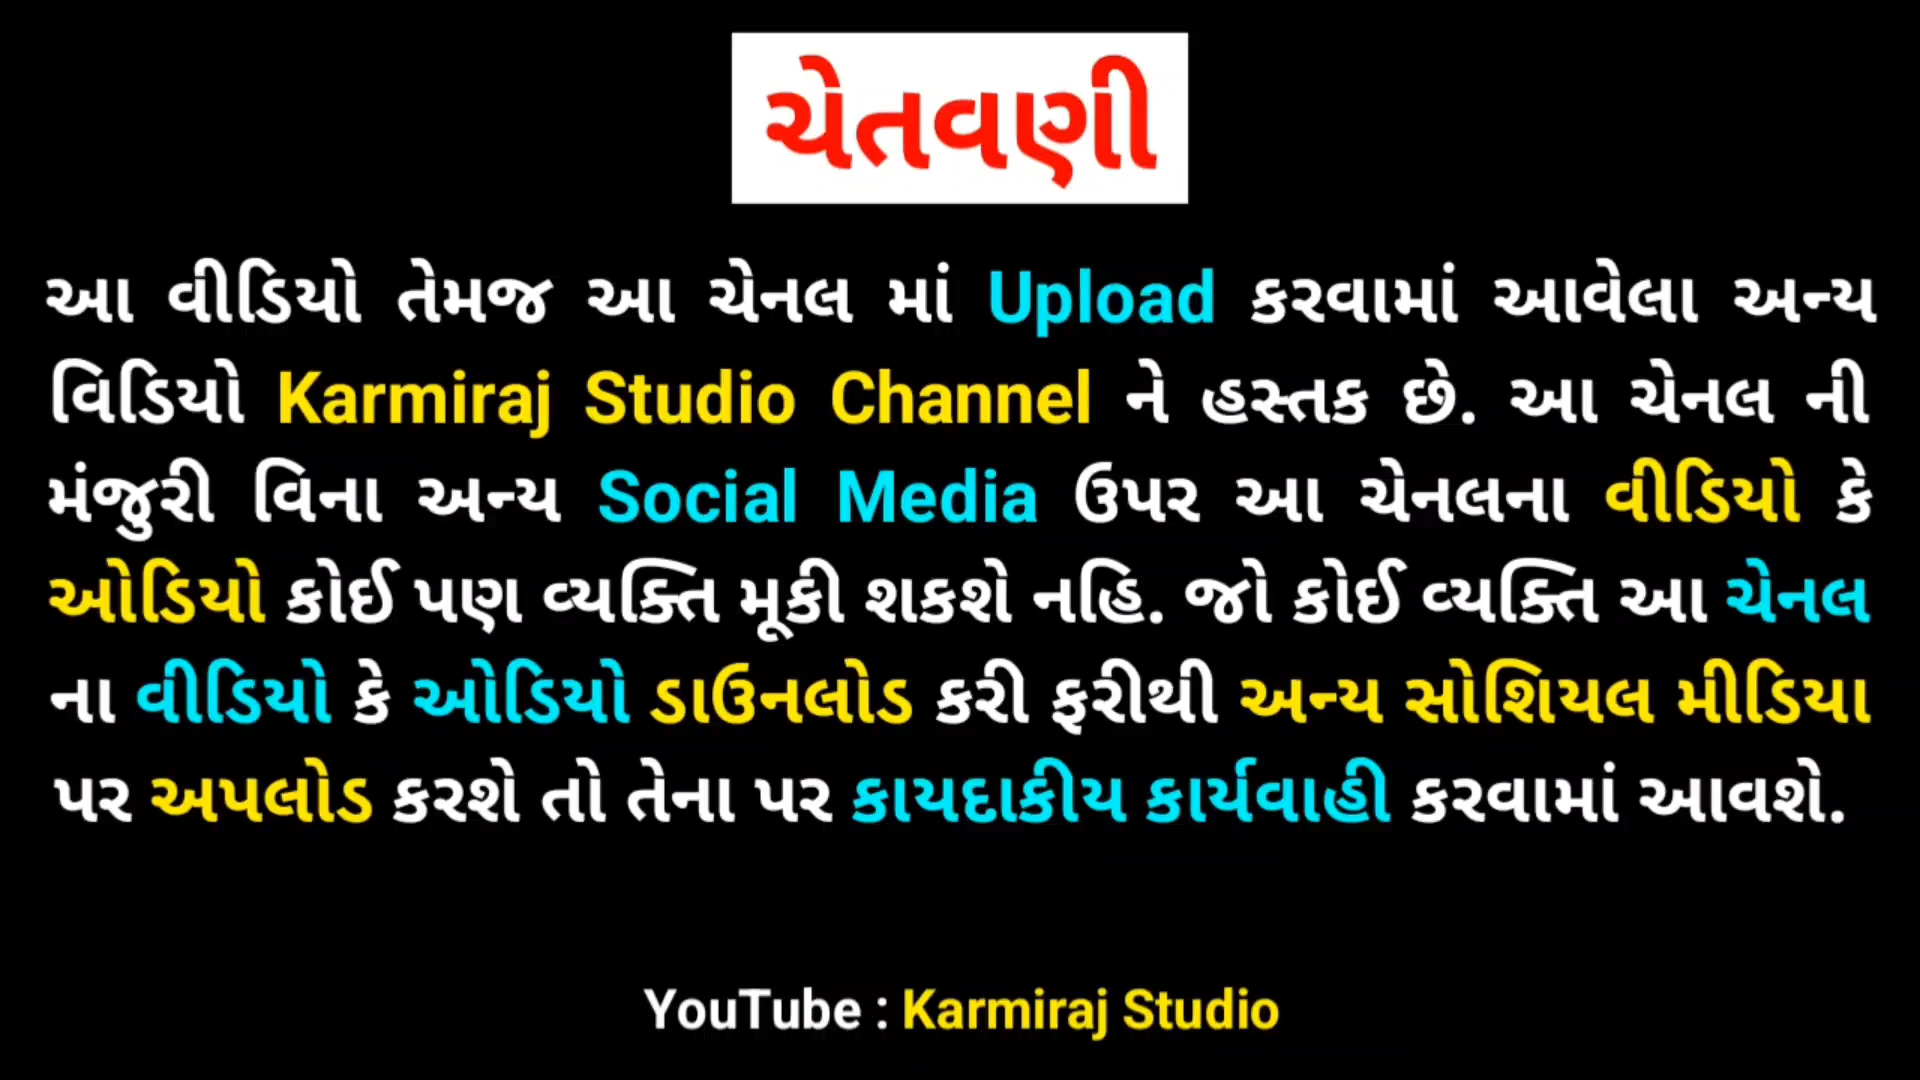 ચેતવણી
આ વીડિયો તેમજ આ ચેનલ માં Upload કરવામાં આવેલા અન્ય
વિડિયો Karmiraj Studio Channel ને હસ્તક છે. આ ચેનલ ની
મંજુરી વિના અન્ય Social Media ઉપર આ ચેનલના વીડિયો કે
ઓડિયો કોઈ પણ વ્યક્તિ મૂકી શકશે નહિ. જો કોઈ વ્યક્તિ આ ચેનલ
ના વીડિયો કે ઓડિયો ડાઉનલોડ કરી ફરીથી અન્ય સોશિયલ મીડિયા
પર અપલોડ કરશે તો તેના પર કાયદાકીય કાર્યવાહી કરવામાં આવશે.
YouTube : Karmiraj Studio